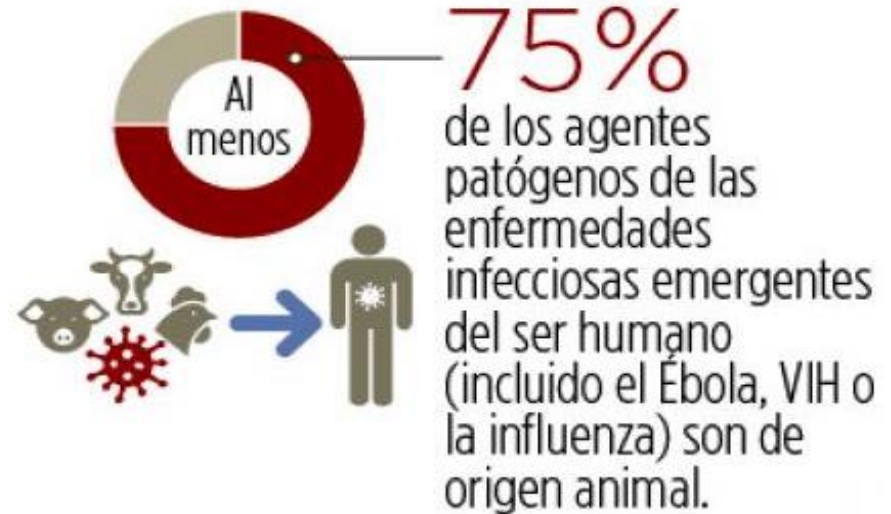 Al
menos
75%
de los agentes
patógenos de las
enfermedades
infecciosas emergentes
del ser humano
(incluido el Ébola, VIH o
la influenza) son de
origen animal.